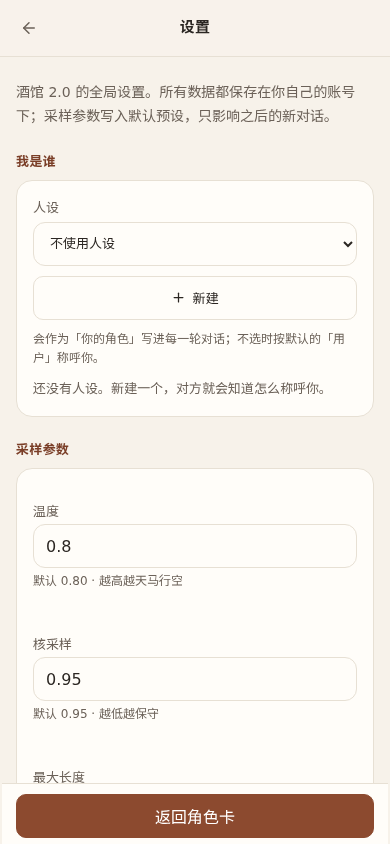 设置
酒馆 2.0 的全局设置。所有数据都保存在你自己的账号
下；采样参数写入默认预设，只影响之后的新对话。
我是谁
人设
不使用人设
+ 新建
会作为「你的角色」写进每一轮对话；不选时按默认的「用
户」称呼你。
还没有人设。新建一个，对方就会知道怎么称呼你。
采样参数
温度
0.8
默认 0.80 · 越高越天马行空
核采样
0.95
默认 0.95 · 越低越保守
最大长度
返回角色卡